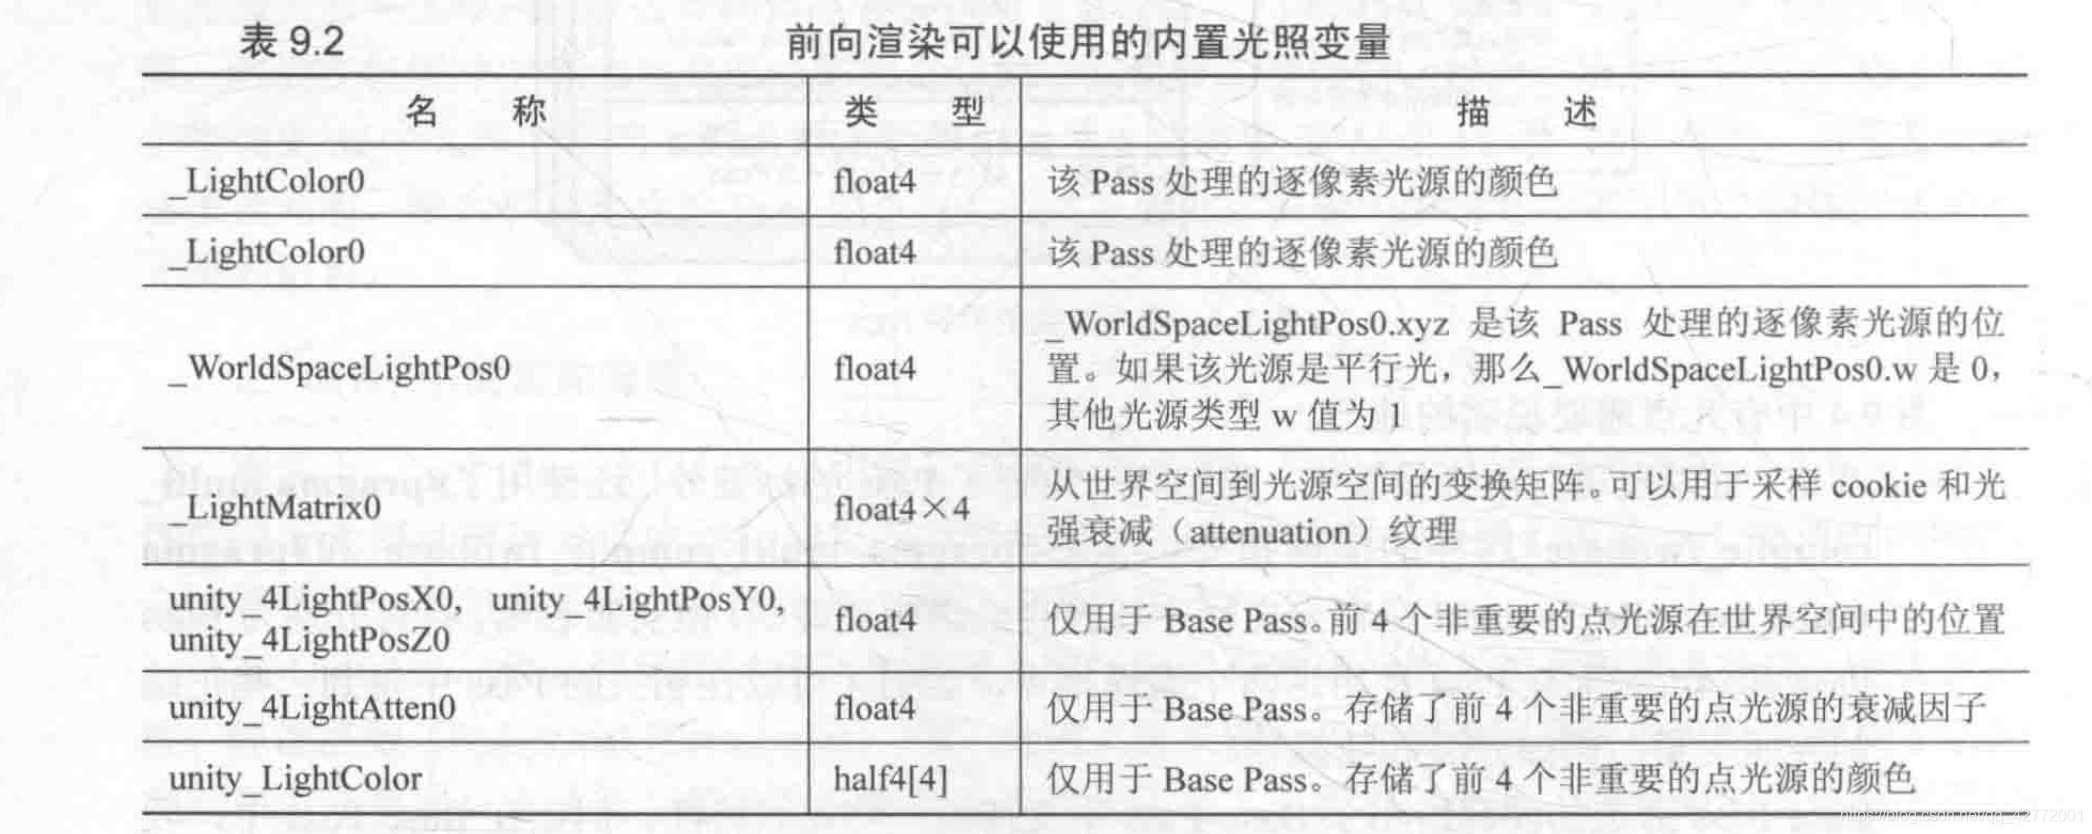 表 9.2 前向渲染可以使用的内置光照变量
名 称 类 型 描 述
_LightColor0 float4 该 Pass 处理的逐像素光源的颜色
_LightColor0 float4 该 Pass 处理的逐像素光源的颜色
_WorldSpaceLightPos0 float4 _WorldSpaceLightPos0.xyz 是该 Pass 处理的逐像素光源的位
置。如果该光源是平行光，那么_WorldSpaceLightPos0.w 是 0，
其他光源类型 w 值为 1
_LightMatrix0 float4×4 从世界空间到光源空间的变换矩阵。可以用于采样 cookie 和光
强衰减（attenuation）纹理
unity_4LightPosX0, unity_4LightPosY0,
unity_4LightPosZ0 float4 仅用于 Base Pass。前 4 个非重要的点光源在世界空间中的位置
unity_4LightAtten0 float4 仅用于 Base Pass。存储了前 4 个非重要的点光源的衰减因子
unity_LightColor half4[4] 仅用于 Base Pass。存储了前 4 个非重要的点光源的颜色
https://blog.csdn.net/qq_42772001